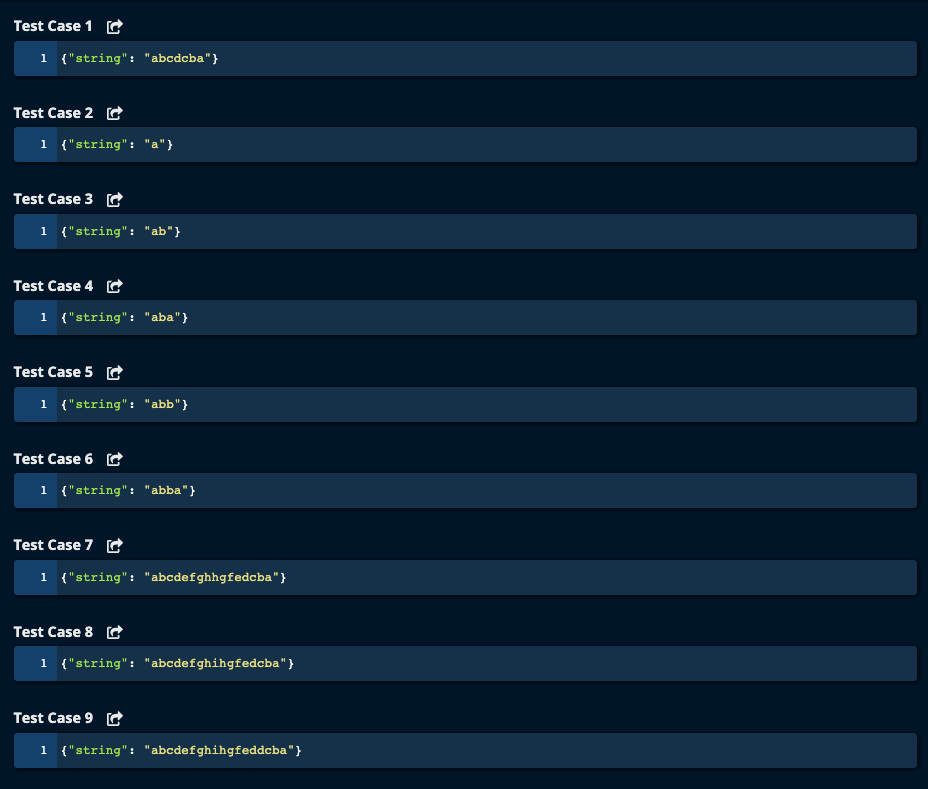 Test Case 1
1 {"string": "abcdcba"}
Test Case 2
1 {"string": "a"}
Test Case 3
1 {"string": "ab"}
Test Case 4
1 {"string": "aba"}
Test Case 5
1 {"string": "abb"}
Test Case 6
1 {"string": "abba"}
Test Case 7
1 {"string": "abcdefghhgfedcba"}
Test Case 8
1 {"string": "abcdefghihgfedcba"}
Test Case 9
1 {"string": "abcdefghihgfeddcba"}